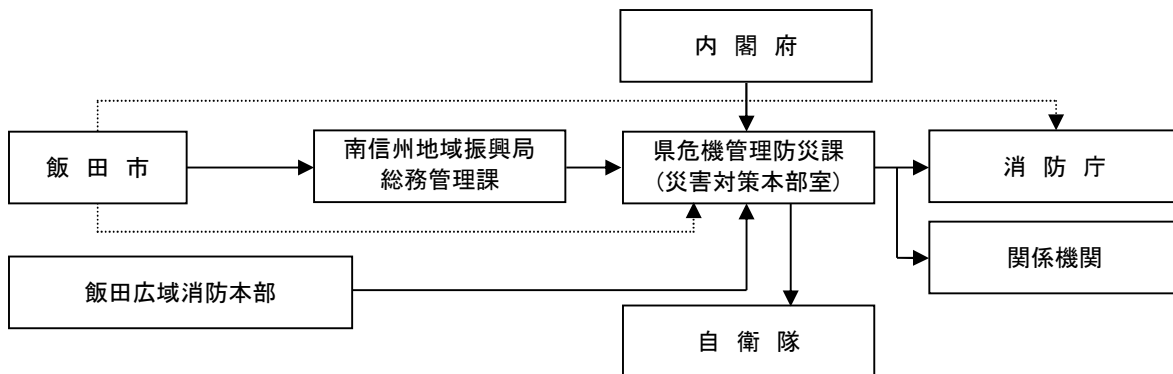 内閣府
飯田市
南信州地域振興局
総務管理課
県危機管理防災課
（災害対策本部室）
消防庁
関係機関
飯田広域消防本部
自衛隊